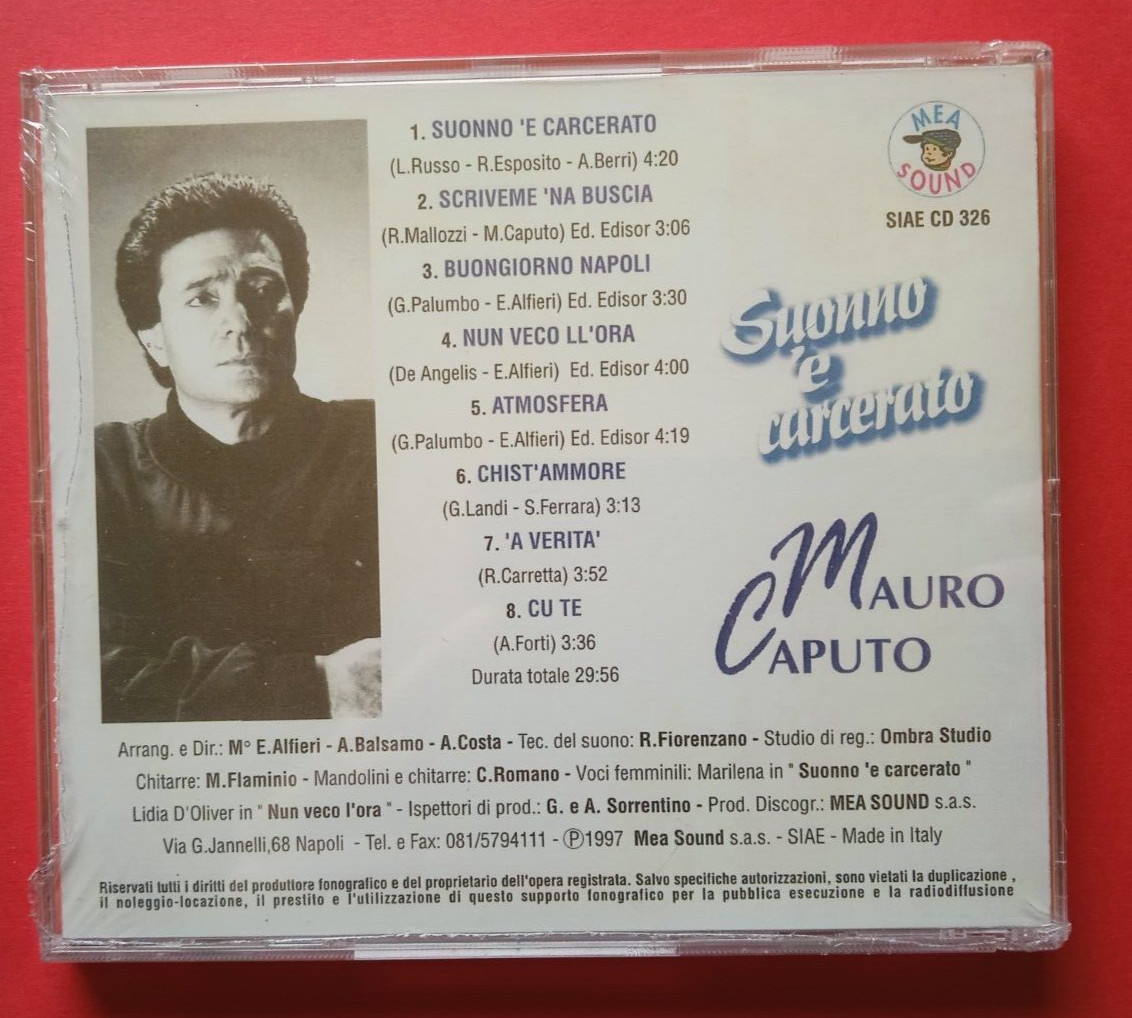 1. SUONNO 'E CARCERATO
(L.Russo - R.Esposito - A.Berri) 4:20
2. SCRIVEME 'NA BUSCIA
(R.Mallozzi - M.Caputo) Ed. Edisor 3:06
3. BUONGIORNO NAPOLI
(G.Palumbo - E.Alfieri) Ed. Edisor 3:30
4. NUN VECO LL'ORA
(De Angelis - E.Alfieri) Ed. Edisor 4:00
5. ATMOSFERA
(G.Palumbo - E.Alfieri) Ed. Edisor 4:19
6. CHIST'AMMORE
(G.Landi - S.Ferrara) 3:13
7. 'A VERITA'
(R.Carretta) 3:52
8. CU TE
(A.Forti) 3:36
Durata totale 29:56
MEA
SOUND
SIAE CD 326
Suonno
'e
carcerato
MAURO
CAPUTO
Arrang. e Dir.: M° E.Alfieri - A.Balsamo - A.Costa - Tec. del suono: R.Fiorenzano - Studio di reg.: Ombra Studio
Chitarre: M.Flaminio - Mandolini e chitarre: C.Romano - Voci femminili: Marilena in " Suonno 'e carcerato "
Lidia D'Oliver in " Nun veco l'ora " - Ispettori di prod.: G. e A. Sorrentino - Prod. Discogr.: MEA SOUND s.a.s.
Via G.Jannelli,68 Napoli - Tel. e Fax: 081/5794111 - Ⓟ1997 Mea Sound s.a.s. - SIAE - Made in Italy
Riservati tutti i diritti del produttore fonografico e del proprietario dell'opera registrata. Salvo specifiche autorizzazioni, sono vietati la duplicazione ,
il noleggio-locazione, il prestito e l'utilizzazione di questo supporto fonografico per la pubblica esecuzione e la radiodiffusione